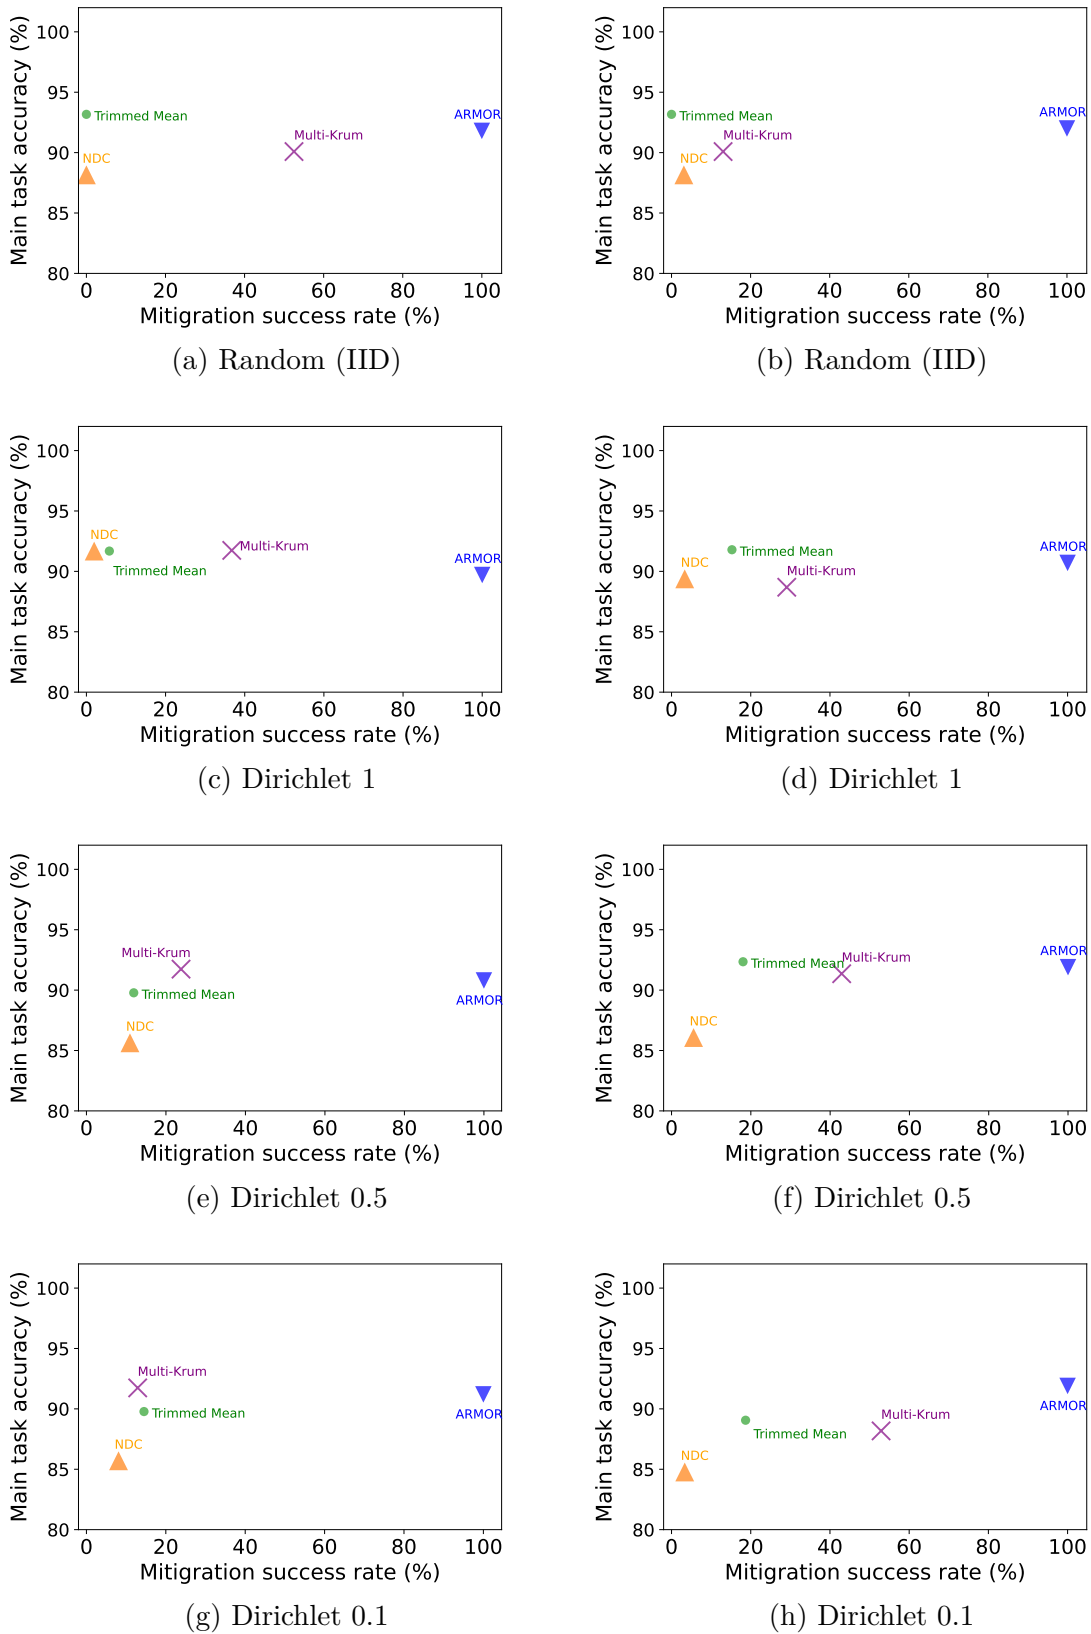 Main task accuracy (%)
100
95
90
85
80
Trimmed Mean
NDC
Multi-Krum
ARMOR
0 20 40 60 80 100
Mitigration success rate (%)
(a) Random (IID)
Main task accuracy (%)
100
95
90
85
80
Trimmed Mean
Multi-Krum
NDC
ARMOR
0 20 40 60 80 100
Mitigration success rate (%)
(b) Random (IID)
Main task accuracy (%)
100
95
90
85
80
NDC
Trimmed Mean
Multi-Krum
ARMOR
0 20 40 60 80 100
Mitigration success rate (%)
(c) Dirichlet 1
Main task accuracy (%)
100
95
90
85
80
NDC
Trimmed Mean
Multi-Krum
ARMOR
0 20 40 60 80 100
Mitigration success rate (%)
(d) Dirichlet 1
Main task accuracy (%)
100
95
90
85
80
Multi-Krum
Trimmed Mean
NDC
ARMOR
0 20 40 60 80 100
Mitigration success rate (%)
(e) Dirichlet 0.5
Main task accuracy (%)
100
95
90
85
80
Trimmed Mean
Multi-Krum
NDC
ARMOR
0 20 40 60 80 100
Mitigration success rate (%)
(f) Dirichlet 0.5
Main task accuracy (%)
100
95
90
85
80
Multi-Krum
Trimmed Mean
NDC
ARMOR
0 20 40 60 80 100
Mitigration success rate (%)
(g) Dirichlet 0.1
Main task accuracy (%)
100
95
90
85
80
Trimmed Mean
Multi-Krum
NDC
ARMOR
0 20 40 60 80 100
Mitigration success rate (%)
(h) Dirichlet 0.1